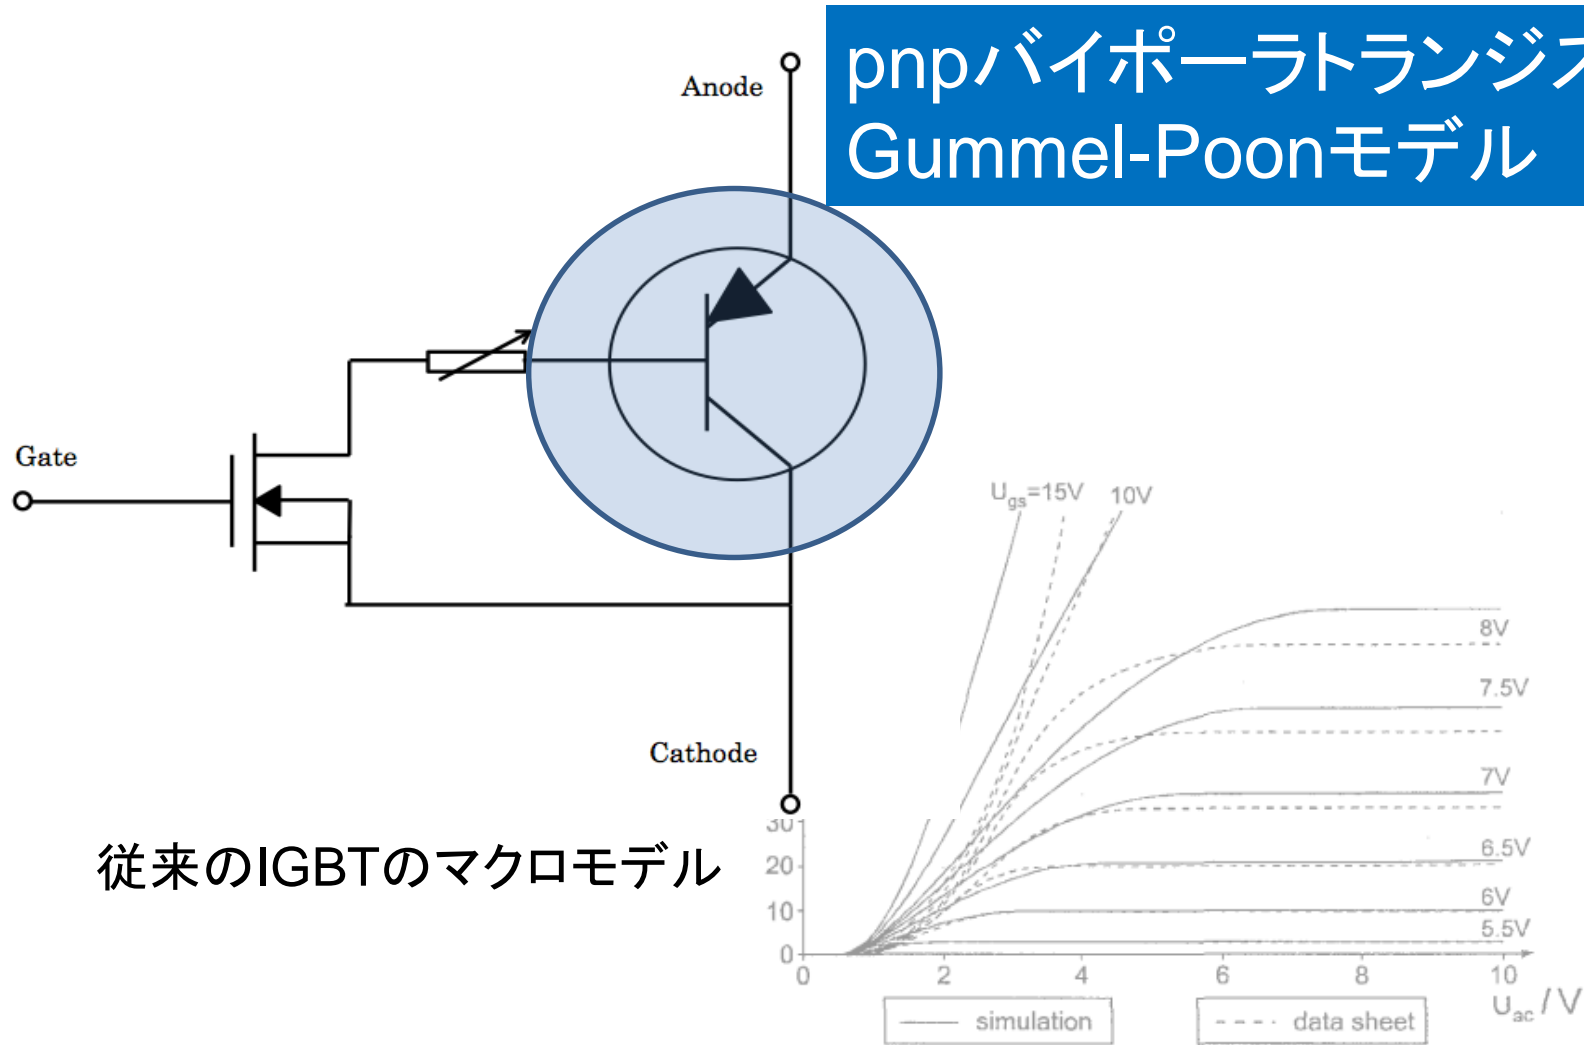 pnpバイポーラトランジス
Gummel-Poonモデル
Anode
Gate
Cathode
従来のIGBTのマクロモデル
U_gs=15V 10V
8V
7.5V
7V
6.5V
6V
5.5V
30
20
10
0
0 2 4 6 8 10
U_ac / V
simulation data sheet